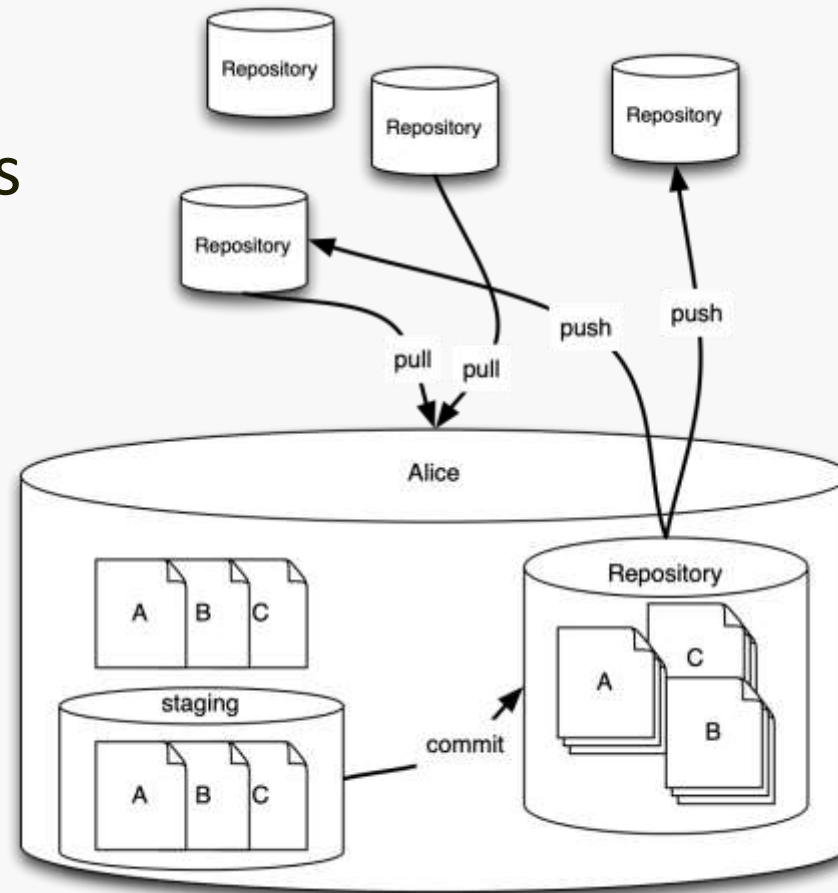 Repository
Repository
Repository
s
Repository
push
push
pull
pull
Alice
Repository
A B C
C
A
staging
B
commit
A B C